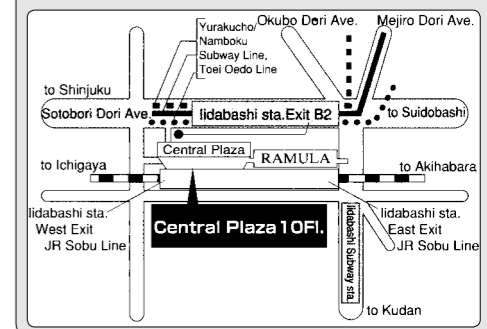 Yurakucho/
Namboku
Subway Line,
Toei Oedo Line
Okubo Dori Ave.
Mejiro Dori Ave.
to Shinjuku
Sotobori Dori Ave.
Iidabashi sta.Exit B2
to Suidobashi
Central Plaza
RAMULA
to Ichigaya
to Akihabara
Iidabashi sta.
West Exit
JR Sobu Line
Central Plaza 10Fl.
Iidabashi Subway sta.
Iidabashi sta.
East Exit
JR Sobu Line
to Kudan